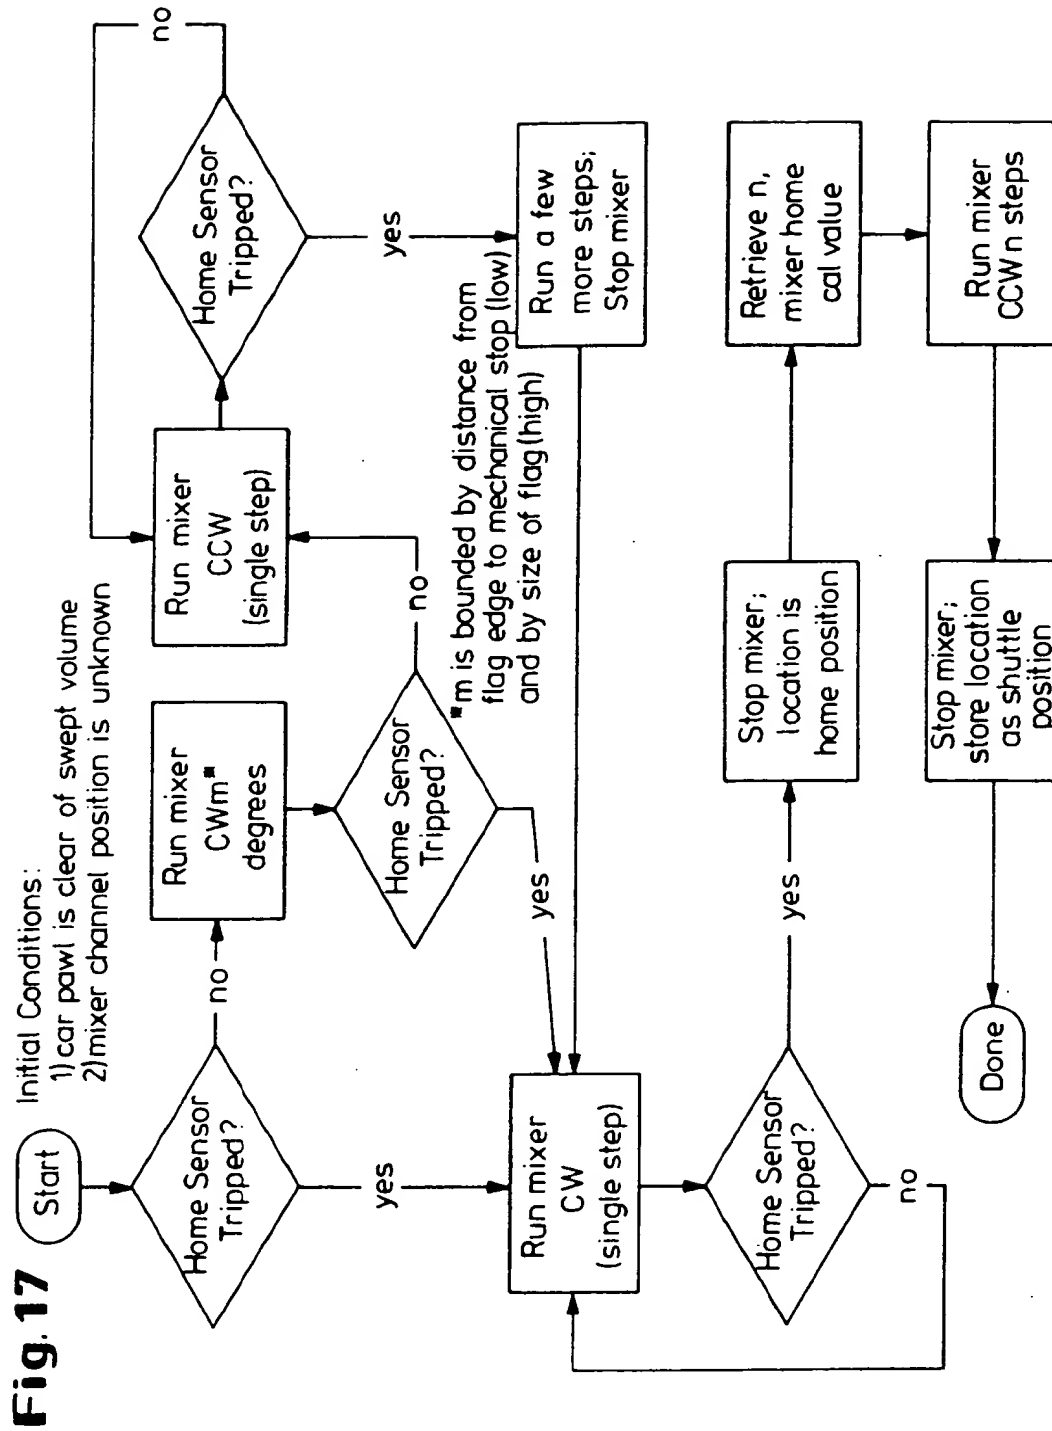 Fig. 17
Start
Initial Conditions:
1) car pawl is clear of swept volume
2) mixer channel position is unknown
Home Sensor
Tripped?
no
yes
Run mixer
CWm*
degrees
Home Sensor
Tripped?
no
yes
Run mixer
CCW
(single step)
Home Sensor
Tripped?
no
yes
Run a few
more steps;
Stop mixer
*m is bounded by distance from
flag edge to mechanical stop (low)
and by size of flag (high)
Run mixer
CW
(single step)
Home Sensor
Tripped?
no
yes
Stop mixer;
location is
home position
Retrieve n,
mixer home
cal value
Run mixer
CCW n steps
Stop mixer;
store location
as shuttle
position
Done